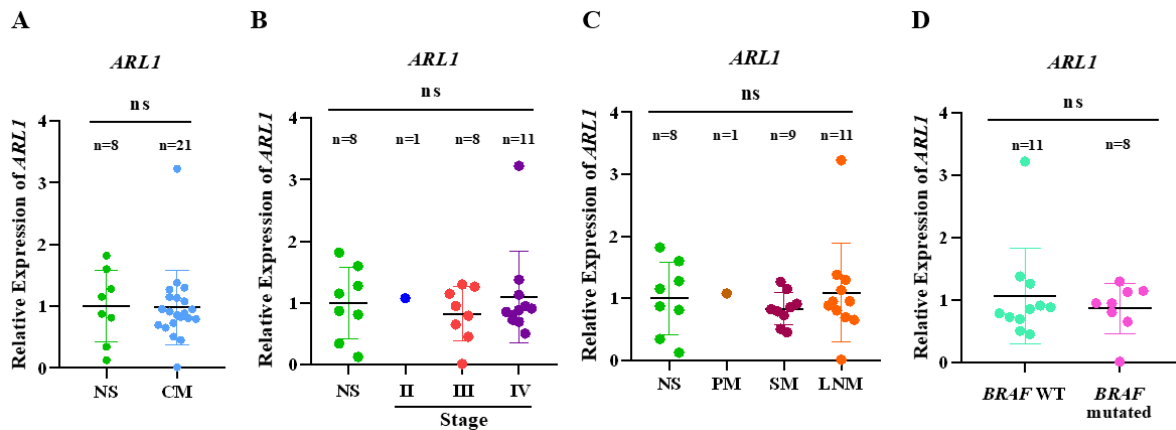 A
ARL1
ns
n=8 n=21
Relative Expression of ARL1
4
3
2
1
0
NS CM
B
ARL1
ns
n=8 n=1 n=8 n=11
Relative Expression of ARL1
4
3
2
1
0
NS II III IV
Stage
C
ARL1
ns
n=8 n=1 n=9 n=11
Relative Expression of ARL1
4
3
2
1
0
NS PM SM LNM
D
ARL1
ns
n=11 n=8
Relative Expression of ARL1
4
3
2
1
0
BRAF WT BRAF
mutated